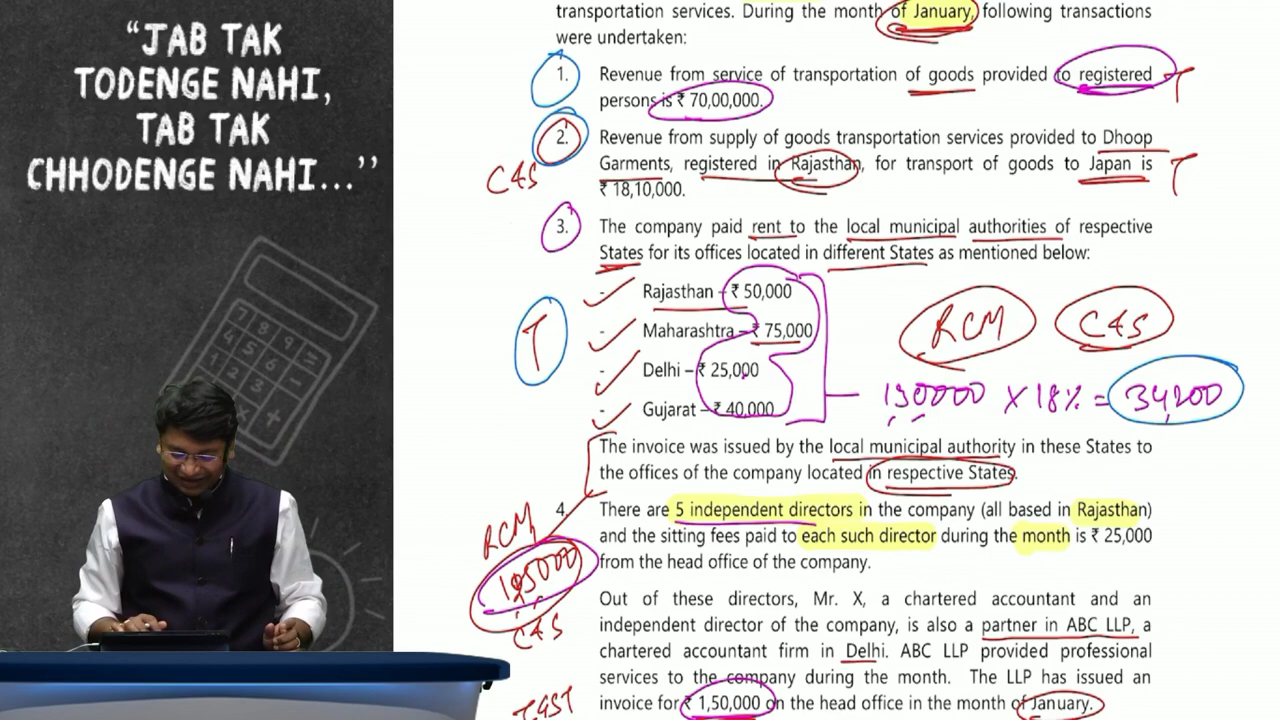 “JAB TAK
TODENGE NAHI,
TAB TAK
CHHODENGE NAHI...’’
transportation services. During the month of January, following transactions
were undertaken:
1. Revenue from service of transportation of goods provided to registered T
persons is ₹ 70,00,000.
2. Revenue from supply of goods transportation services provided to Dhoop
C&S Garments, registered in Rajasthan, for transport of goods to Japan is T
₹ 18,10,000.
3. The company paid rent to the local municipal authorities of respective
States for its offices located in different States as mentioned below:
- Rajasthan – ₹ 50,000
T - Maharashtra – ₹ 75,000 RCM C&S
- Delhi – ₹ 25,000
- Gujarat – ₹ 40,000 190000 X 18% = 34200
The invoice was issued by the local municipal authority in these States to
the offices of the company located in respective States.
4. There are 5 independent directors in the company (all based in Rajasthan)
RCM and the sitting fees paid to each such director during the month is ₹ 25,000
from the head office of the company.
125000
Out of these directors, Mr. X, a chartered accountant and an
C&S independent director of the company, is also a partner in ABC LLP, a
chartered accountant firm in Delhi. ABC LLP provided professional
services to the company during the month. The LLP has issued an
IGST invoice for ₹ 1,50,000 on the head office in the month of January.